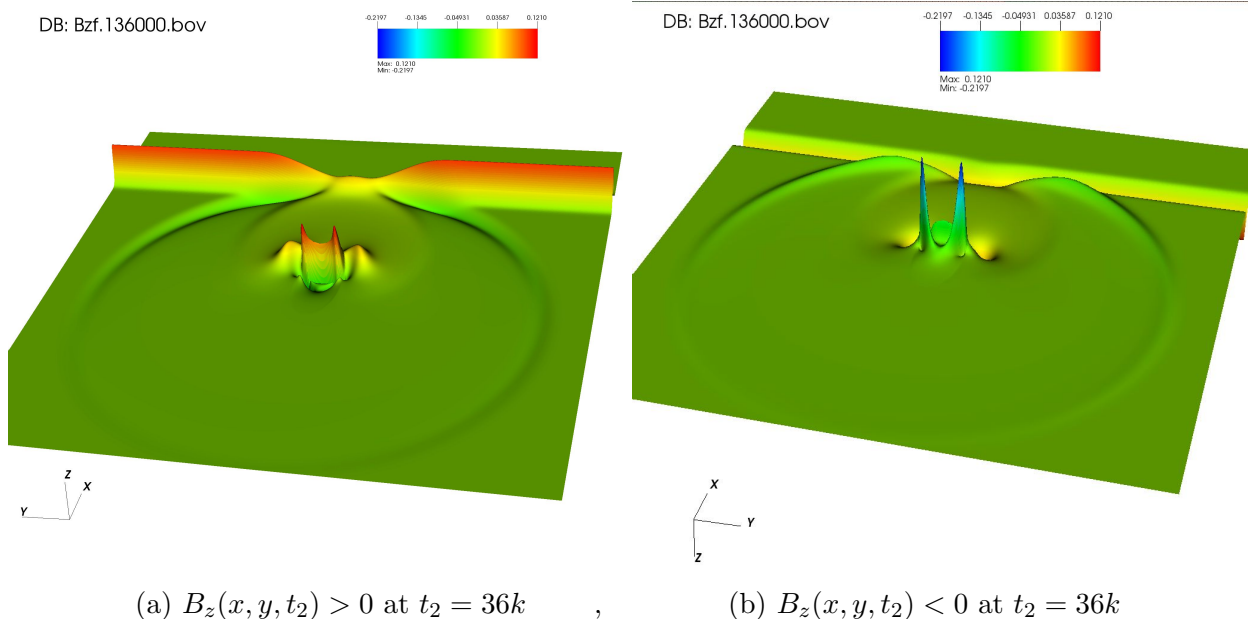 DB: Bzf.136000.bov
-0.2197 -0.1345 -0.04931 0.03587 0.1210
Max: 0.1210
Min: -0.2197
Z
X
Y
DB: Bzf.136000.bov
-0.2197 -0.1345 -0.04931 0.03587 0.1210
Max: 0.1210
Min: -0.2197
X
Y
Z
(a) $B_z(x, y, t_2) > 0$ at $t_2 = 36k$ , (b) $B_z(x, y, t_2) < 0$ at $t_2 = 36k$